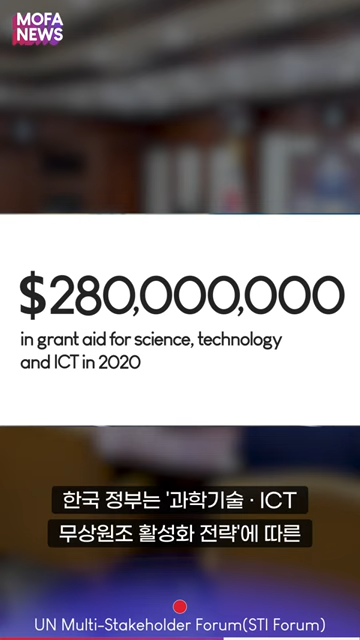 MOFA
NEWS
$280,000,000
in grant aid for science, technology
and ICT in 2020
한국 정부는 '과학기술 · ICT
무상원조 활성화 전략'에 따른
UN Multi-Stakeholder Forum(STI Forum)